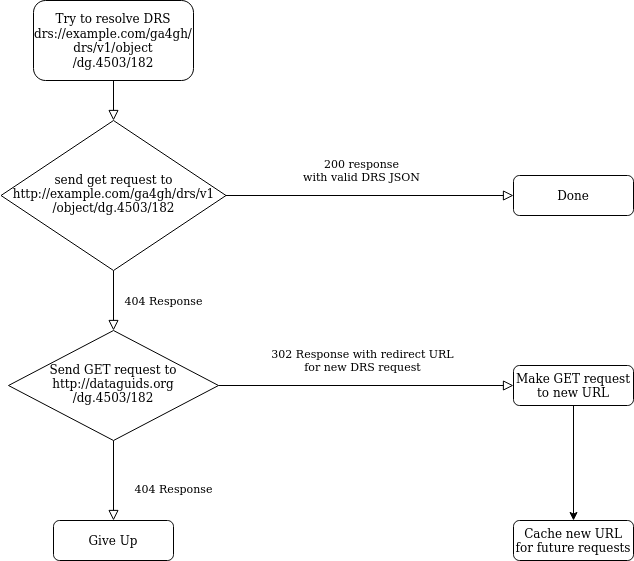 Try to resolve DRS
drs://example.com/ga4gh/
drs/v1/object
/dg.4503/182
send get request to
http://example.com/ga4gh/drs/v1
/object/dg.4503/182
200 response
with valid DRS JSON
Done
404 Response
Send GET request to
http://dataguids.org
/dg.4503/182
302 Response with redirect URL
for new DRS request
Make GET request
to new URL
404 Response
Give Up
Cache new URL
for future requests